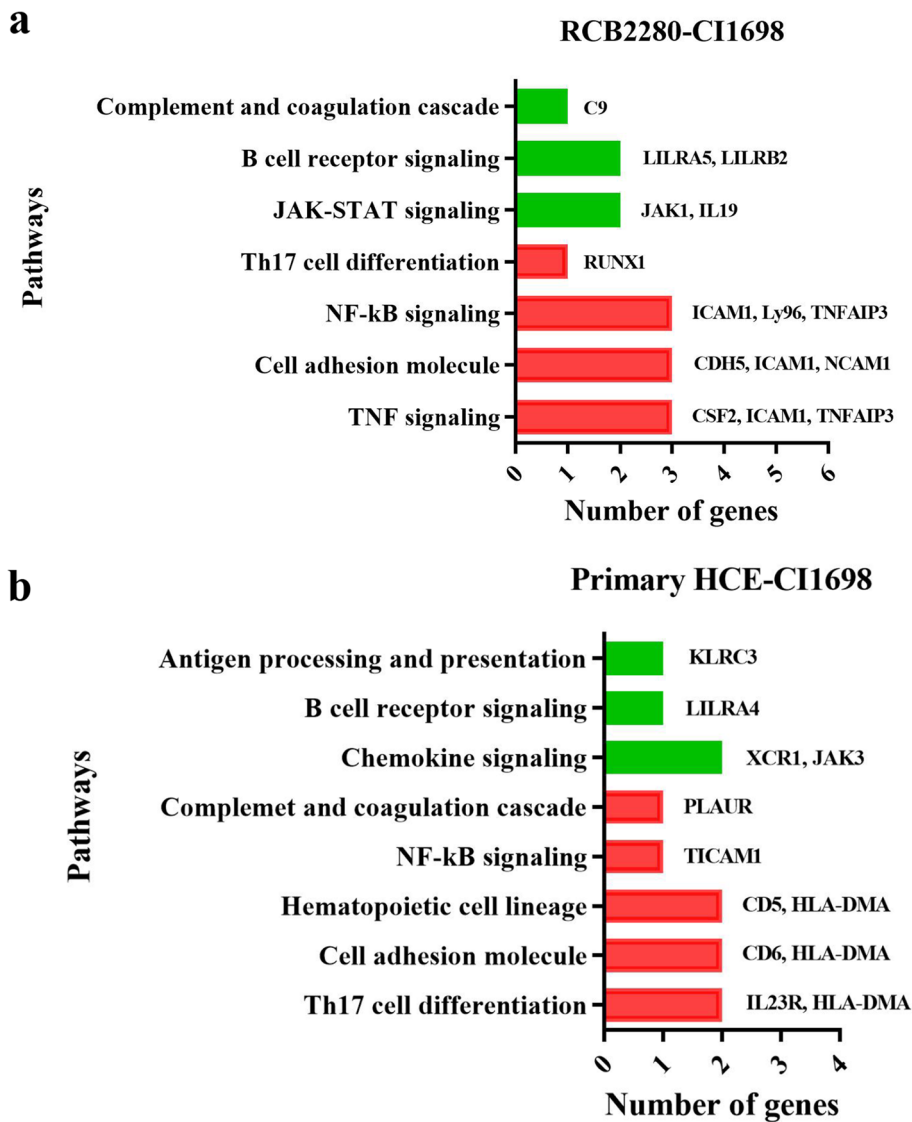 a
RCB2280-CI1698
Pathways
Complement and coagulation cascade C9
B cell receptor signaling LILRA5, LILRB2
JAK-STAT signaling JAK1, IL19
Th17 cell differentiation RUNX1
NF-kB signaling ICAM1, Ly96, TNFAIP3
Cell adhesion molecule CDH5, ICAM1, NCAM1
TNF signaling CSF2, ICAM1, TNFAIP3
0 1 2 3 4 5 6
Number of genes
b
Primary HCE-CI1698
Pathways
Antigen processing and presentation KLRC3
B cell receptor signaling LILRA4
Chemokine signaling XCR1, JAK3
Complemet and coagulation cascade PLAUR
NF-kB signaling TICAM1
Hematopoietic cell lineage CD5, HLA-DMA
Cell adhesion molecule CD6, HLA-DMA
Th17 cell differentiation IL23R, HLA-DMA
0 1 2 3 4
Number of genes